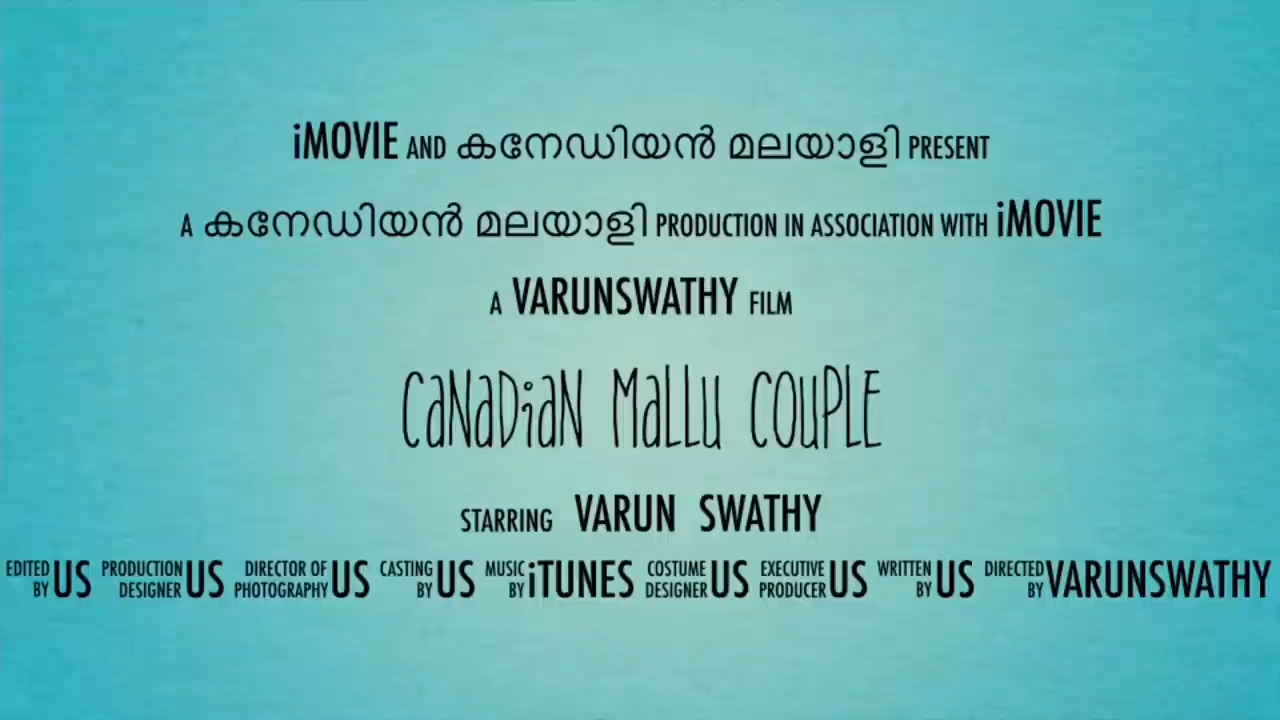 iMOVIE AND കനേഡിയൻ മലയാളി PRESENT
A കനേഡിയൻ മലയാളി PRODUCTION IN ASSOCIATION WITH iMOVIE
A VARUNSWATHY FILM
CaNaDiaN MaLLu COuPLE
STARRING VARUN SWATHY
EDITED BY US PRODUCTION DESIGNER US DIRECTOR OF PHOTOGRAPHY US CASTING BY US MUSIC BY iTUNES COSTUME DESIGNER US EXECUTIVE PRODUCER US WRITTEN BY US DIRECTED BY VARUNSWATHY